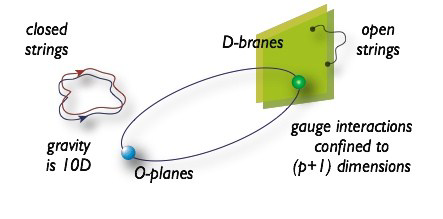 closed
strings
D-branes
open
strings
gravity
is 10D
O-planes
gauge interactions
confined to
(p+1) dimensions